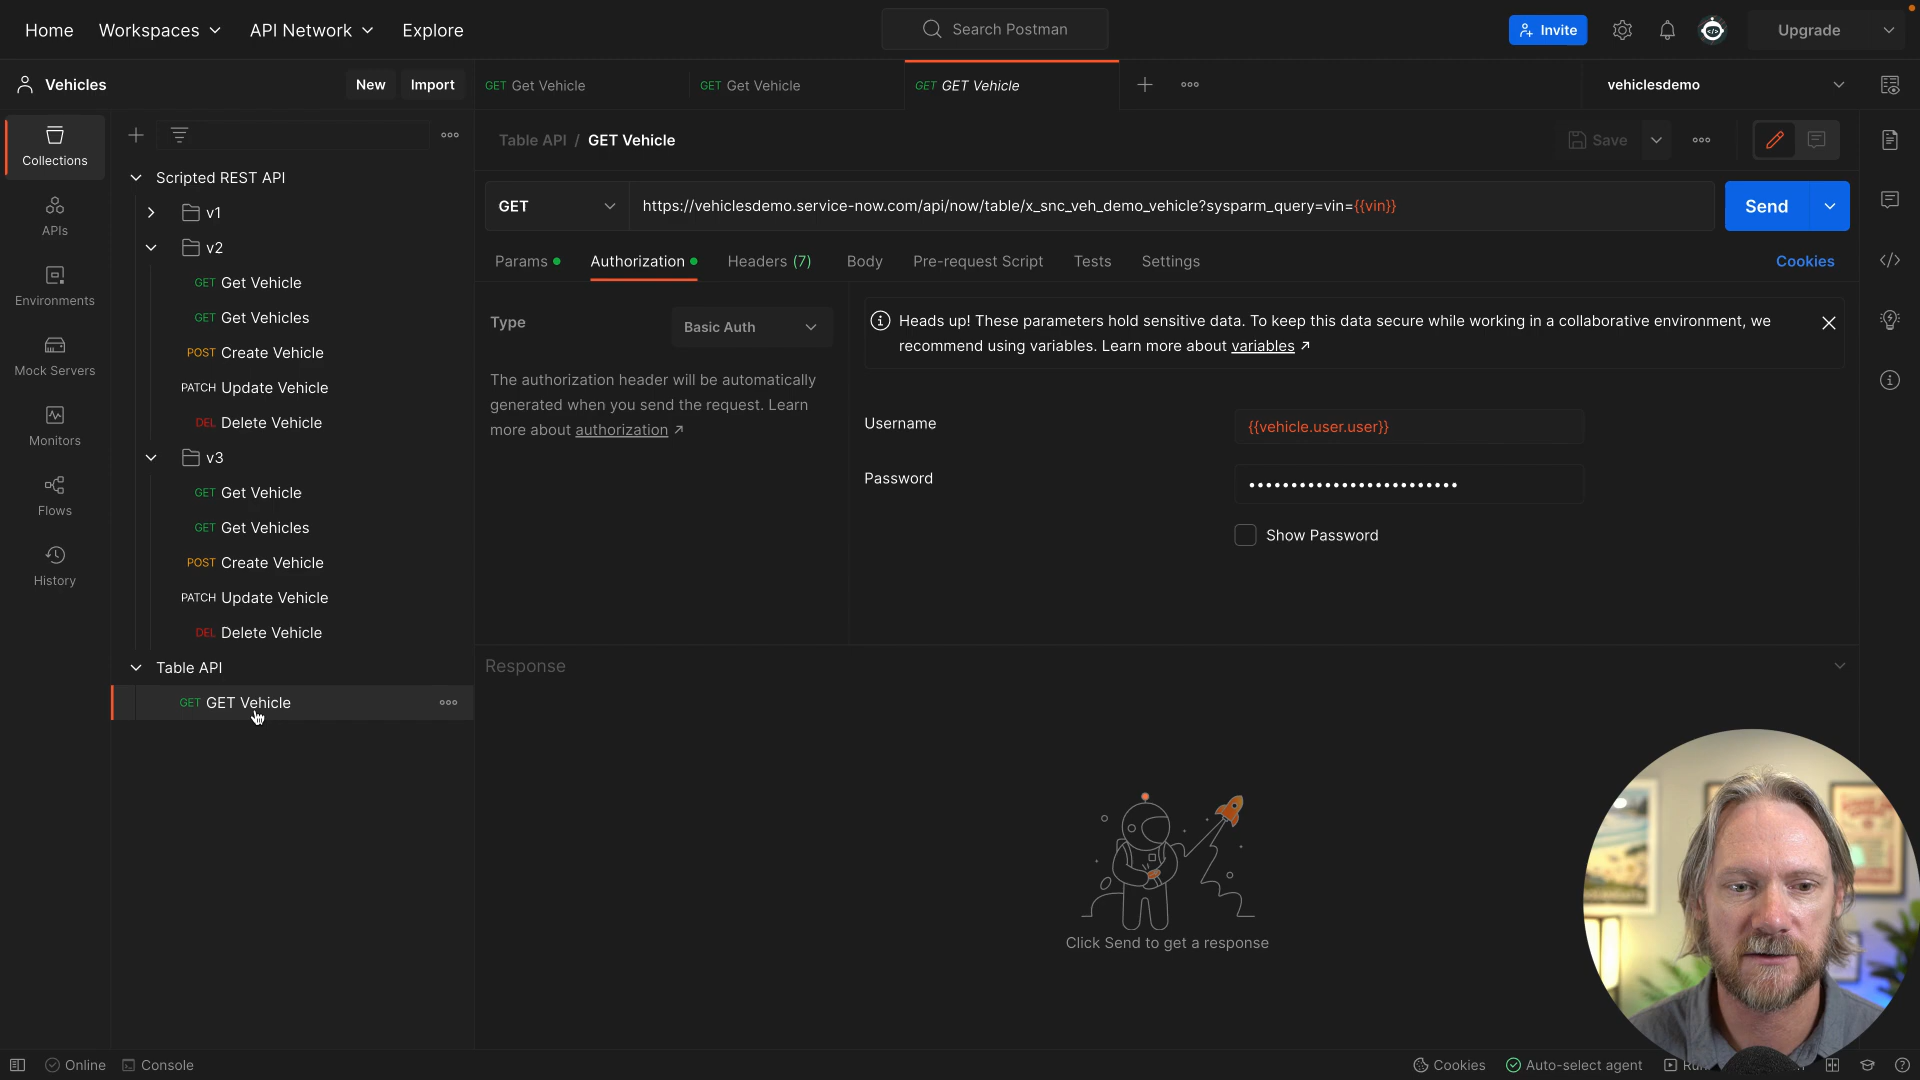 Home
Workspaces
API Network
Explore
Search Postman
Invite
Upgrade
Vehicles
New
Import
GET Get Vehicle
GET Get Vehicle
GET GET Vehicle
vehiclesdemo
Collections
APIs
Environments
Mock Servers
Monitors
Flows
History
Scripted REST API
v1
v2
GET Get Vehicle
GET Get Vehicles
POST Create Vehicle
PATCH Update Vehicle
DEL Delete Vehicle
v3
GET Get Vehicle
GET Get Vehicles
POST Create Vehicle
PATCH Update Vehicle
DEL Delete Vehicle
Table API
GET GET Vehicle
Table API / GET Vehicle
Save
GET
https://vehiclesdemo.service-now.com/api/now/table/x_snc_veh_demo_vehicle?sysparm_query=vin={{vin}}
Send
Params
Authorization
Headers (7)
Body
Pre-request Script
Tests
Settings
Cookies
Type
Basic Auth
The authorization header will be automatically
generated when you send the request. Learn
more about authorization ↗
Heads up! These parameters hold sensitive data. To keep this data secure while working in a collaborative environment, we
recommend using variables. Learn more about variables ↗
Username
{{vehicle.user.user}}
Password
•••••••••••••••••••••••••
Show Password
Response
Click Send to get a response
Online
Console
Cookies
Auto-select agent